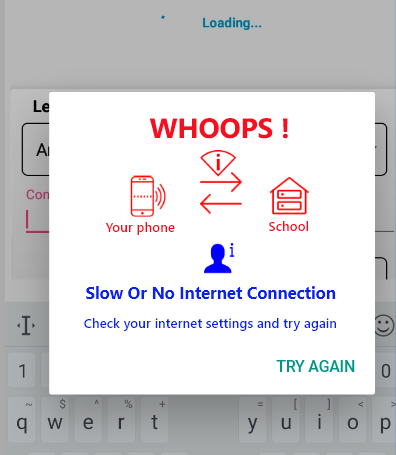 Loading...
Le
WHOOPS !
Ar
Con
Your phone
School
i
Slow Or No Internet Connection
Check your internet settings and try again
TRY AGAIN
1
0
~ $ ^ % + = [ ] < >
q w e r t y u i o p